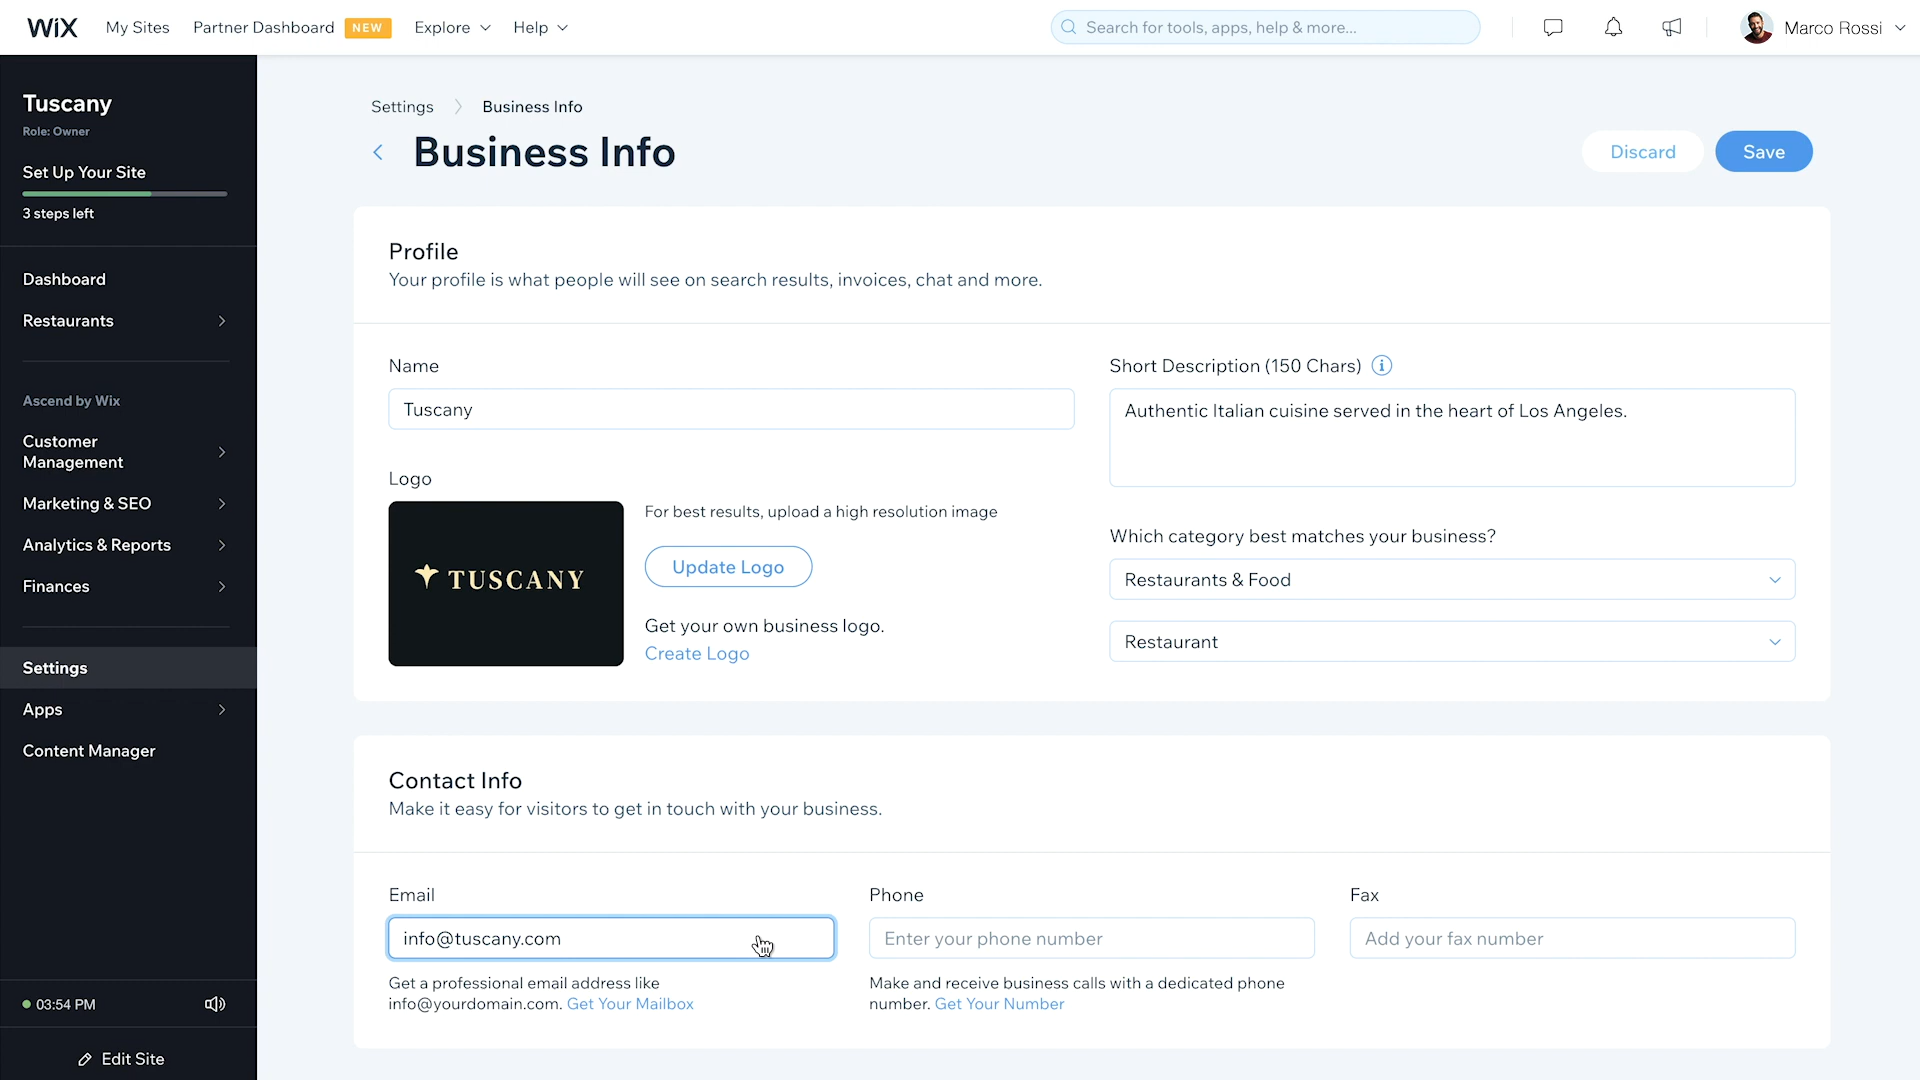 WiX
My Sites
Partner Dashboard
NEW
Explore
Help
Search for tools, apps, help & more...
Marco Rossi
Tuscany
Role: Owner
Set Up Your Site
3 steps left
Dashboard
Restaurants
Ascend by Wix
Customer
Management
Marketing & SEO
Analytics & Reports
Finances
Settings
Apps
Content Manager
03:54 PM
Edit Site
Settings
Business Info
Business Info
Discard
Save
Profile
Your profile is what people will see on search results, invoices, chat and more.
Name
Tuscany
Logo
TUSCANY
For best results, upload a high resolution image
Update Logo
Get your own business logo.
Create Logo
Short Description (150 Chars)
Authentic Italian cuisine served in the heart of Los Angeles.
Which category best matches your business?
Restaurants & Food
Restaurant
Contact Info
Make it easy for visitors to get in touch with your business.
Email
info@tuscany.com
Get a professional email address like
info@yourdomain.com. Get Your Mailbox
Phone
Enter your phone number
Make and receive business calls with a dedicated phone
number. Get Your Number
Fax
Add your fax number